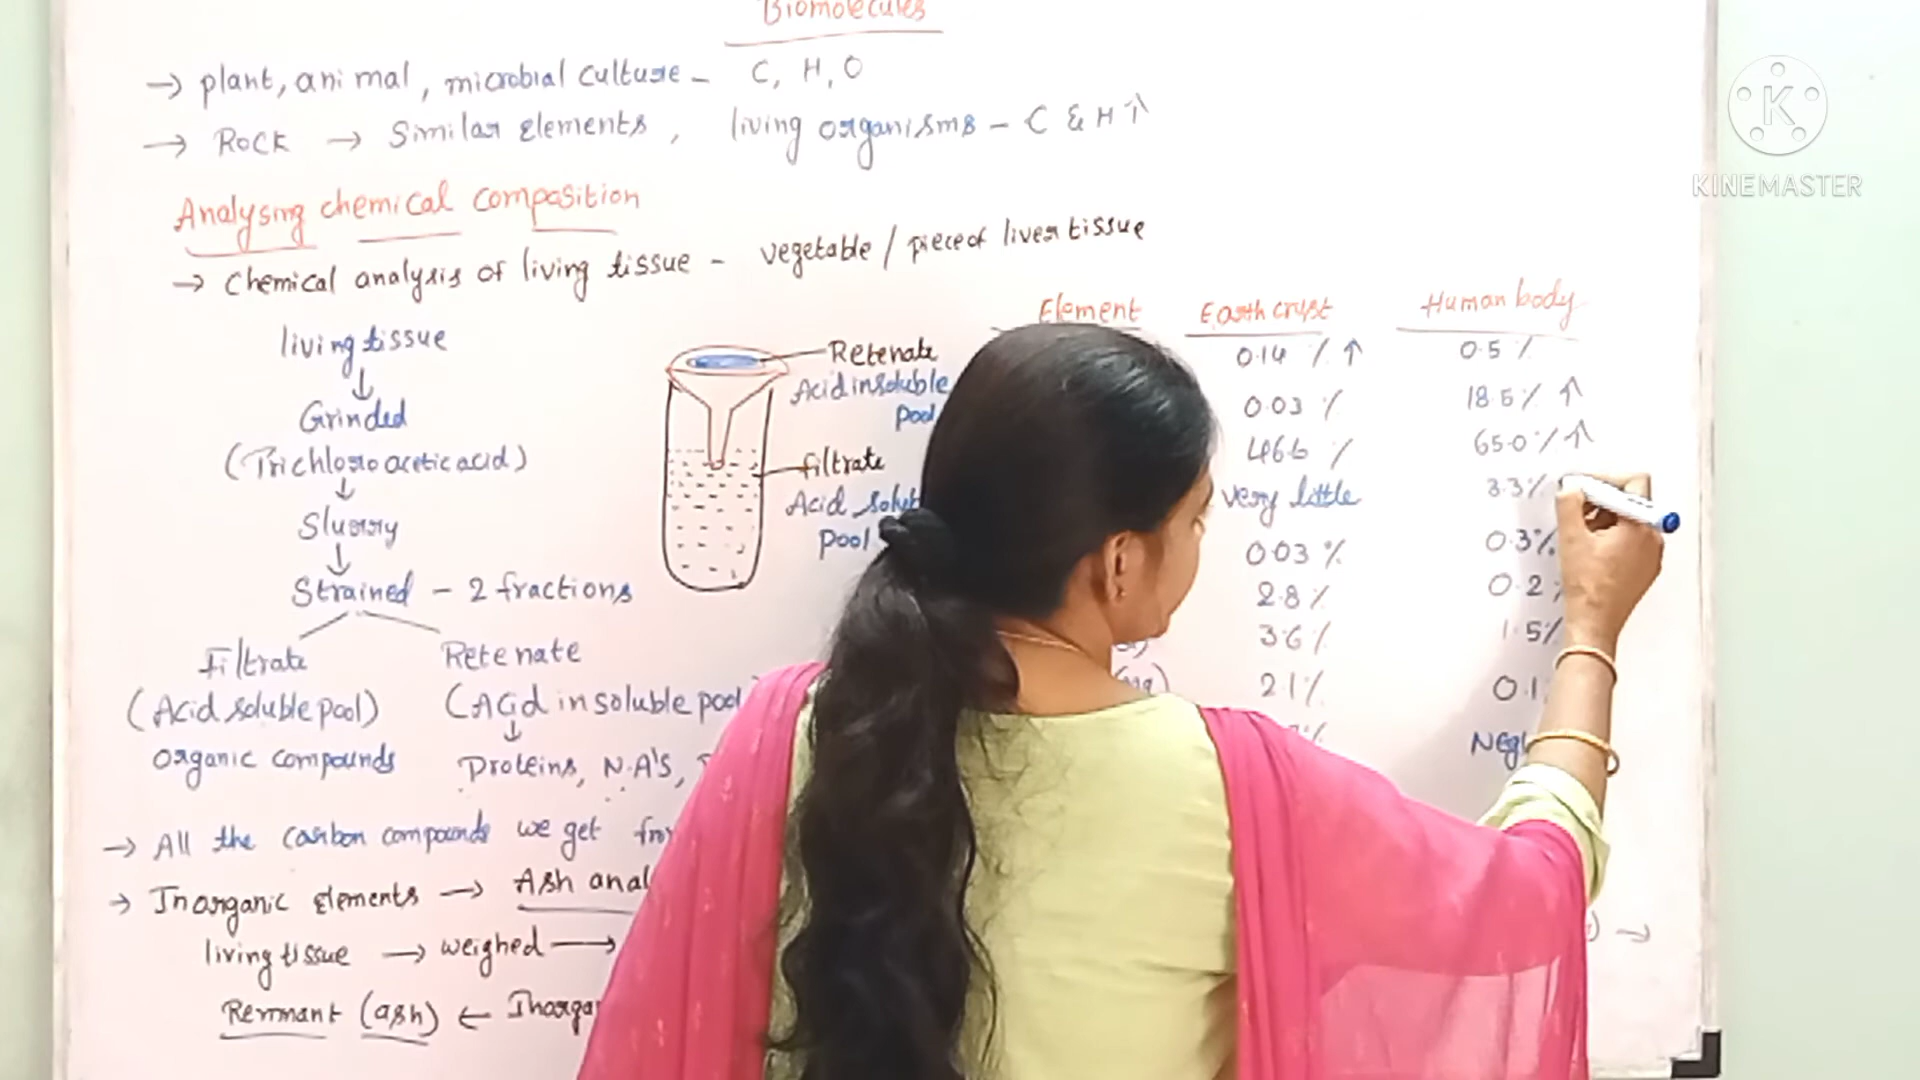 Biomolecules
→ plant, animal, microbial culture - C, H, O
→ Rock → Similar elements, living organisms - C & H ↑
Analysing chemical composition
→ Chemical analysis of living tissue - vegetable / piece of liver tissue
living tissue
↓
Grinded
(Trichloro acetic acid)
↓
Slurry
↓
Strained - 2 fractions
Filtrate
(Acid soluble pool)
organic compounds
Retenate
(Acid insoluble pool
↓
Proteins, N.A's,
Retenate
Acid insoluble
pool
filtrate
Acid
pool
Element Earth crust Human body
0.14 % ↑ 0.5 %
0.03 % 18.5 % ↑
46.6 % 65.0 % ↑
very little 3.3 %
0.03 % 0.3 %
2.8 % 0.2
3.6 % 1.5 %
2.1 % 0.1
→ All the carbon compounds we get
→ Inorganic elements → Ash
living tissue → weighed →
Remnant (ash) ←
KINEMASTER